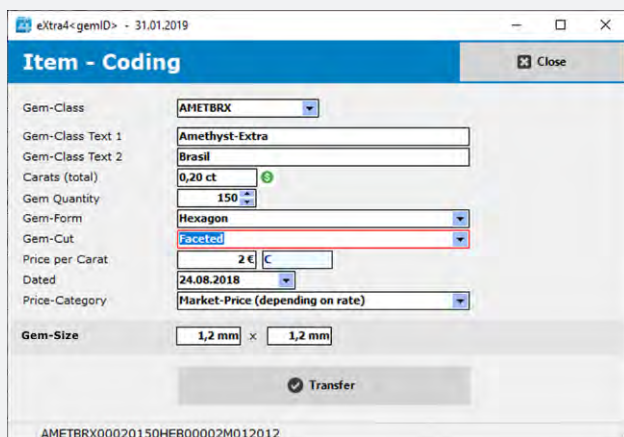 eXtra4<gemID> - 31.01.2019
Item - Coding
Close
Gem-Class AMETBRX
Gem-Class Text 1 Amethyst-Extra
Gem-Class Text 2 Brasil
Carats (total) 0,20 ct
Gem Quantity 150
Gem-Form Hexagon
Gem-Cut Faceted
Price per Carat 2 € C
Dated 24.08.2018
Price-Category Market-Price (depending on rate)
Gem-Size 1,2 mm x 1,2 mm
Transfer
AMETBRX00020150HEB00002M012012